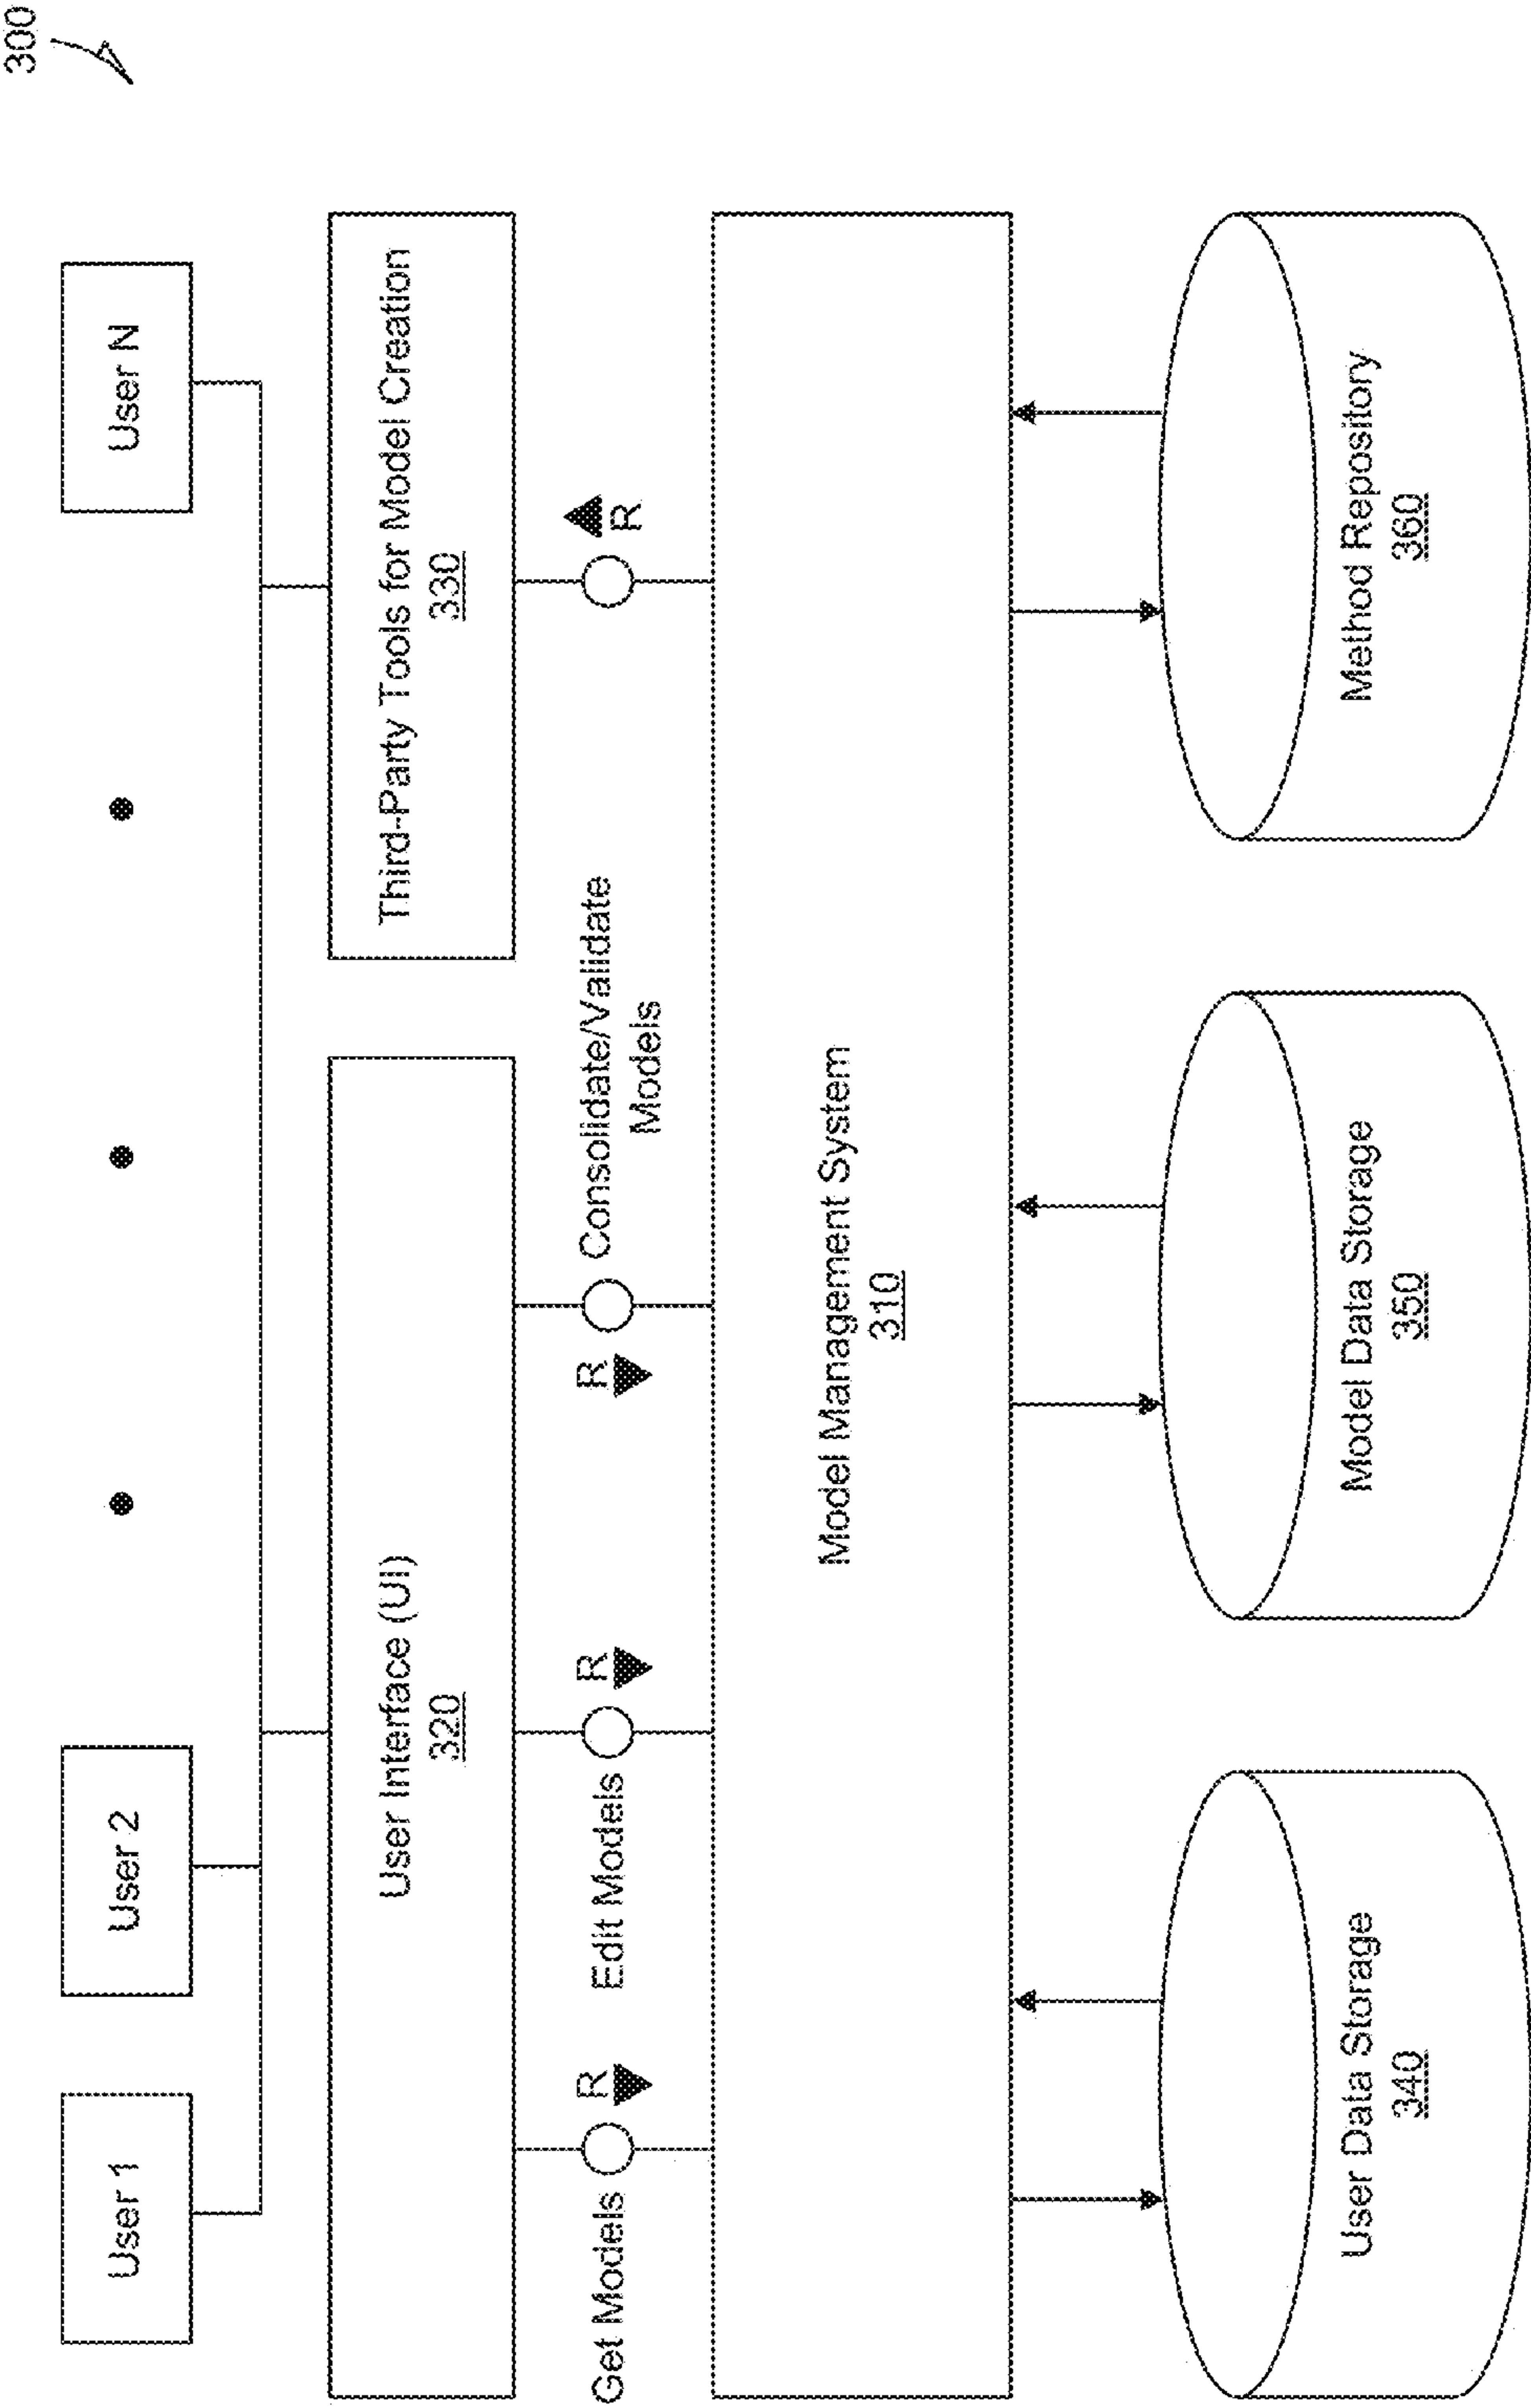 300
User 1
User 2
User N
User Interface (UI)
320
Third-Party Tools for Model Creation
330
Get Models
R
Edit Models
R
R
Consolidate/Validate
Models
R
Model Management System
310
User Data Storage
340
Model Data Storage
350
Method Repository
360